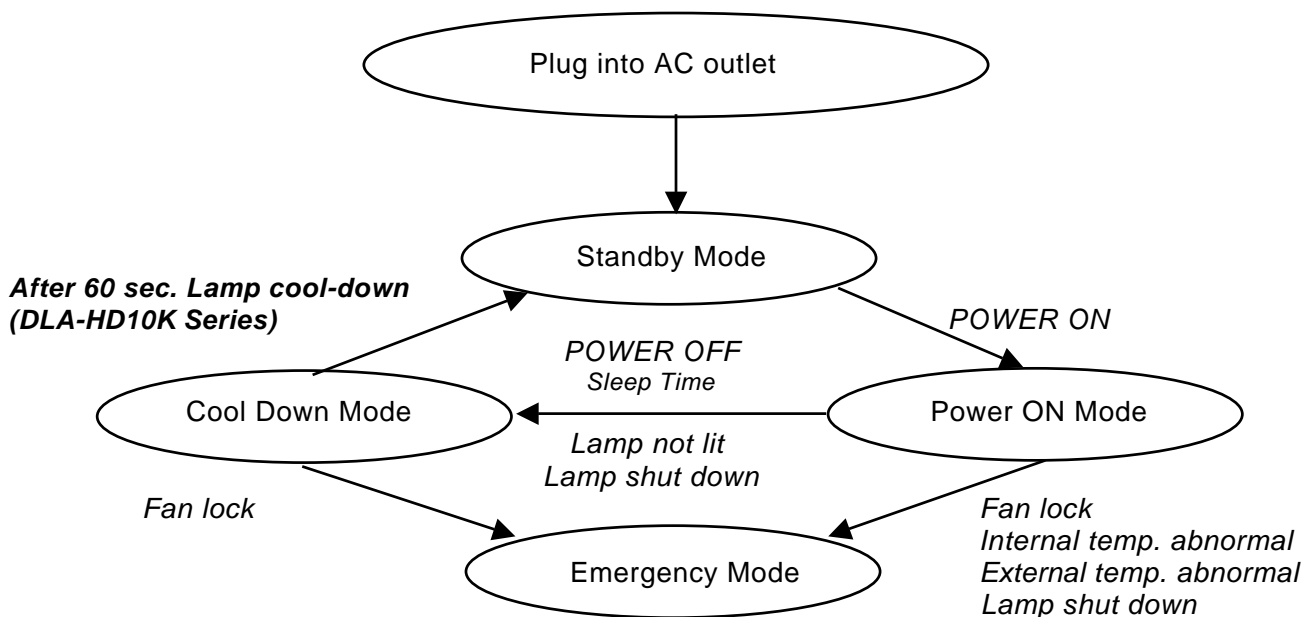 Plug into AC outlet
Standby Mode
After 60 sec. Lamp cool-down
(DLA-HD10K Series)
POWER ON
POWER OFF
Sleep Time
Cool Down Mode
Power ON Mode
Lamp not lit
Lamp shut down
Fan lock
Fan lock
Internal temp. abnormal
External temp. abnormal
Lamp shut down
Emergency Mode